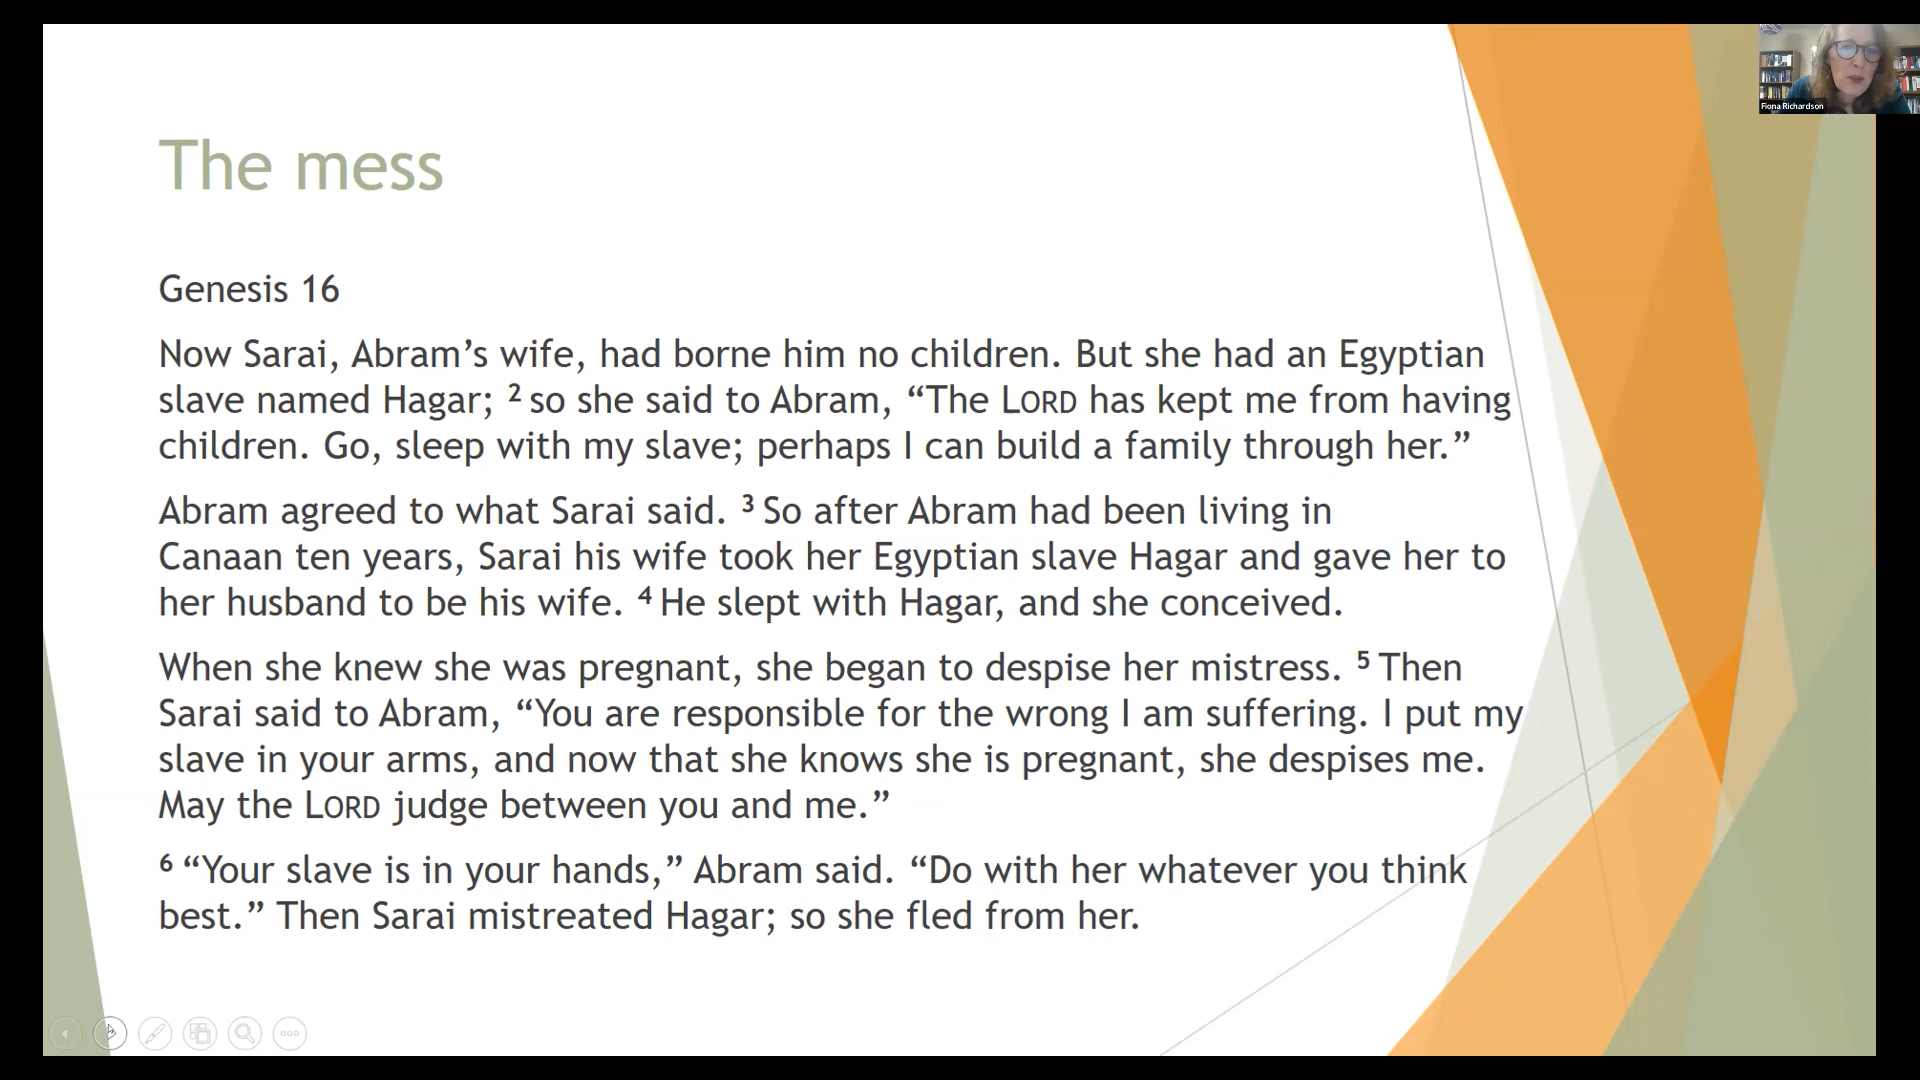 Fiona Richardson
The mess
Genesis 16
Now Sarai, Abram’s wife, had borne him no children. But she had an Egyptian
slave named Hagar; ² so she said to Abram, “The LORD has kept me from having
children. Go, sleep with my slave; perhaps I can build a family through her.”
Abram agreed to what Sarai said. ³ So after Abram had been living in
Canaan ten years, Sarai his wife took her Egyptian slave Hagar and gave her to
her husband to be his wife. ⁴ He slept with Hagar, and she conceived.
When she knew she was pregnant, she began to despise her mistress. ⁵ Then
Sarai said to Abram, “You are responsible for the wrong I am suffering. I put my
slave in your arms, and now that she knows she is pregnant, she despises me.
May the LORD judge between you and me.”
⁶ “Your slave is in your hands,” Abram said. “Do with her whatever you think
best.” Then Sarai mistreated Hagar; so she fled from her.